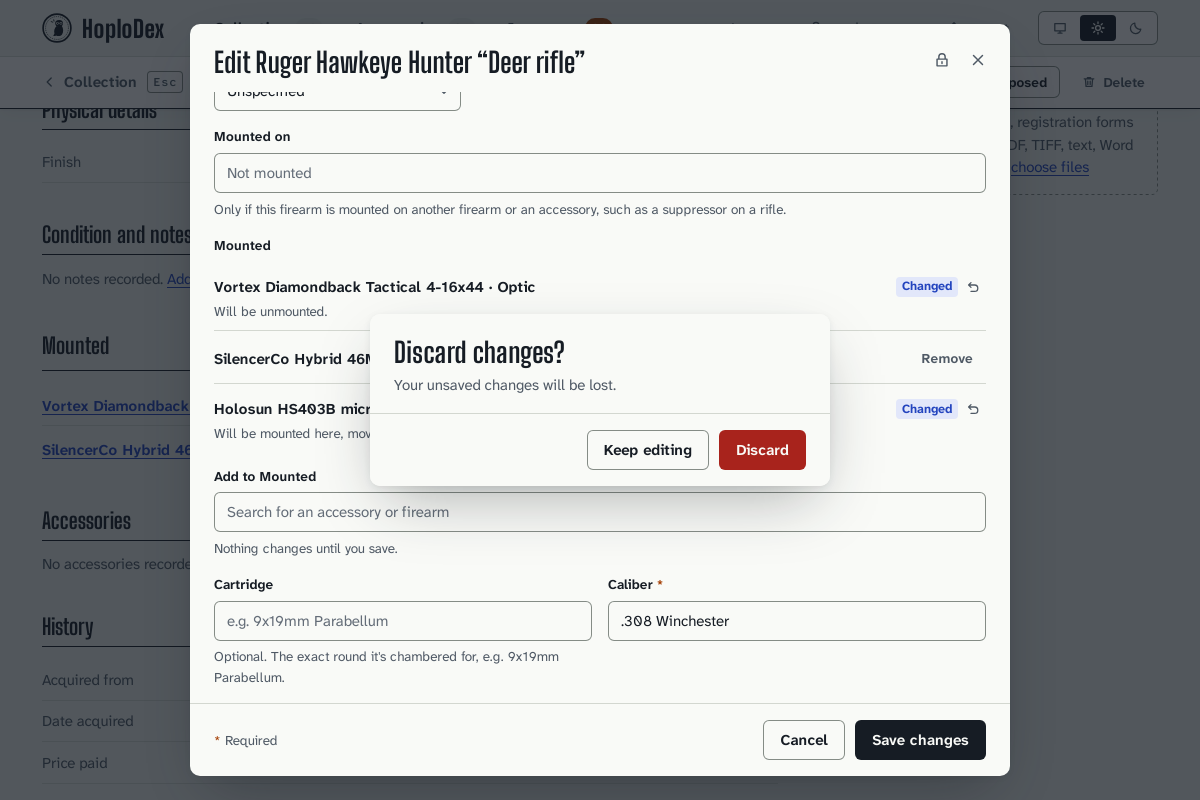 HoploDex
Edit Ruger Hawkeye Hunter “Deer rifle”
Collection Esc
posed
Delete
Physical details
Unspecified
, registration forms
Finish
Mounted on
DF, TIFF, text, Word
Not mounted
choose files
Only if this firearm is mounted on another firearm or an accessory, such as a suppressor on a rifle.
Condition and notes
Mounted
No notes recorded. Add
Vortex Diamondback Tactical 4-16x44 · Optic
Changed
Will be unmounted.
Mounted
Discard changes?
SilencerCo Hybrid 46M
Remove
Your unsaved changes will be lost.
Vortex Diamondback
Holosun HS403B micr
Changed
Will be mounted here, mov
SilencerCo Hybrid 46
Keep editing
Discard
Add to Mounted
Search for an accessory or firearm
Accessories
Nothing changes until you save.
No accessories recorde
Cartridge
Caliber *
e.g. 9x19mm Parabellum
.308 Winchester
History
Optional. The exact round it's chambered for, e.g. 9x19mm
Parabellum.
Acquired from
Date acquired
* Required
Cancel
Save changes
Price paid